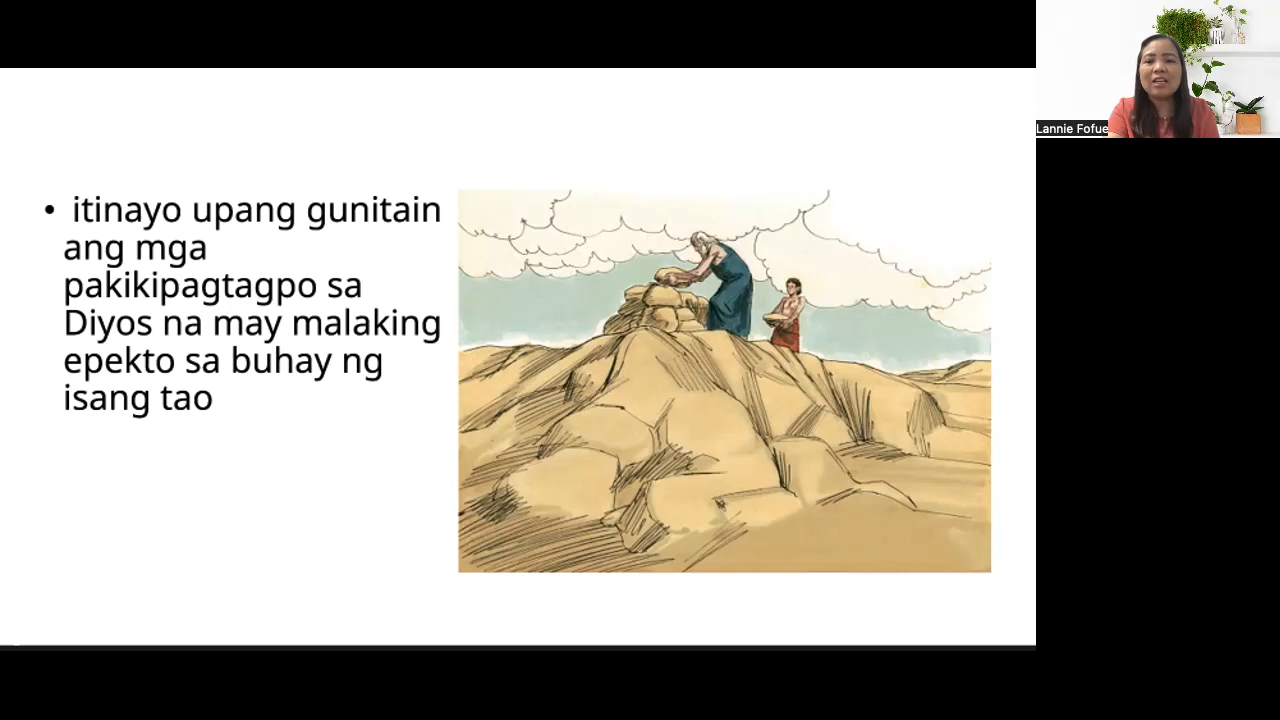 • itinayo upang gunitain
ang mga
pakikipagtagpo sa
Diyos na may malaking
epekto sa buhay ng
isang tao
Lannie Fofue